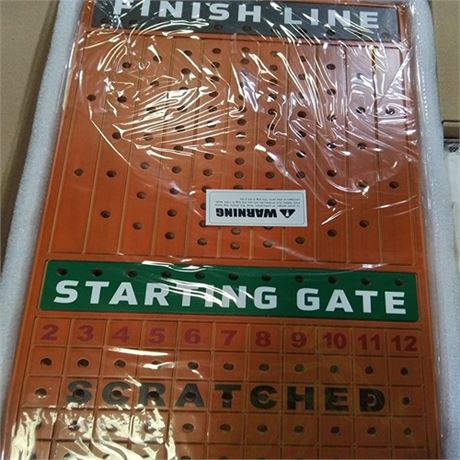 FINISH LINE
WARNING
STARTING GATE
2 3 4 5 6 7 8 9 10 11 12
SCRATCHED